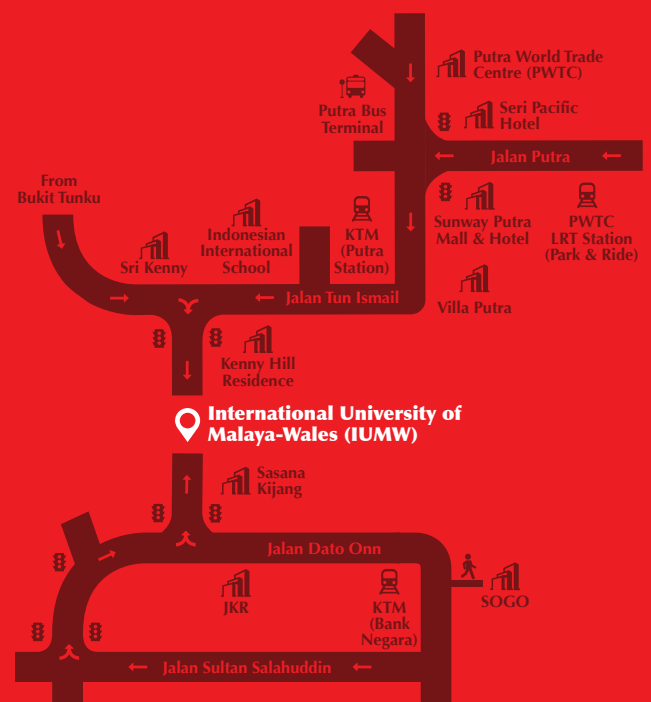 Putra World Trade
Centre (PWTC)
Putra Bus
Terminal
Seri Pacific
Hotel
Jalan Putra
From
Bukit Tunku
Sri Kenny
Indonesian
International
School
KTM
(Putra
Station)
Sunway Putra
Mall & Hotel
PWTC
LRT Station
(Park & Ride)
Jalan Tun Ismail
Villa Putra
Kenny Hill
Residence
International University of
Malaya-Wales (IUMW)
Sasana
Kijang
Jalan Dato Onn
JKR
KTM
(Bank
Negara)
SOGO
Jalan Sultan Salahuddin